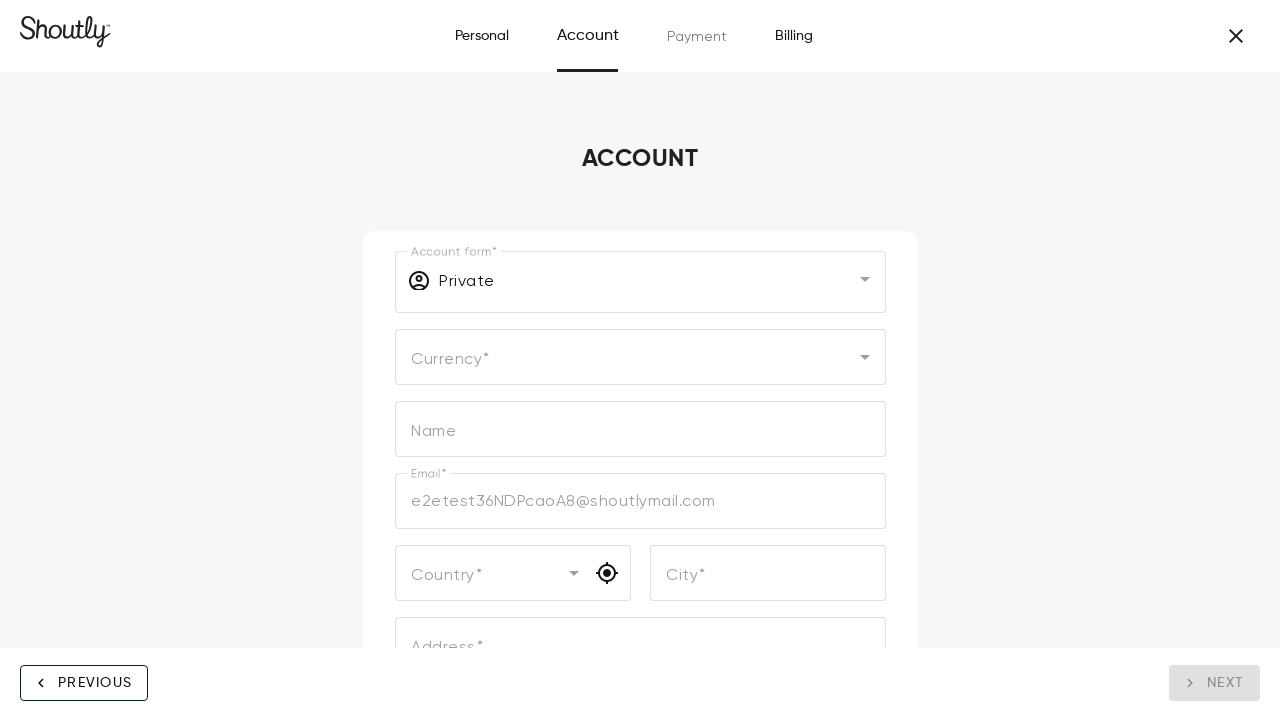 Shoutly™
Personal
Account
Payment
Billing
ACCOUNT
Account form*
Private
Currency*
Name
Email*
e2etest36NDPcaoA8@shoutlymail.com
Country*
City*
Address*
PREVIOUS
NEXT